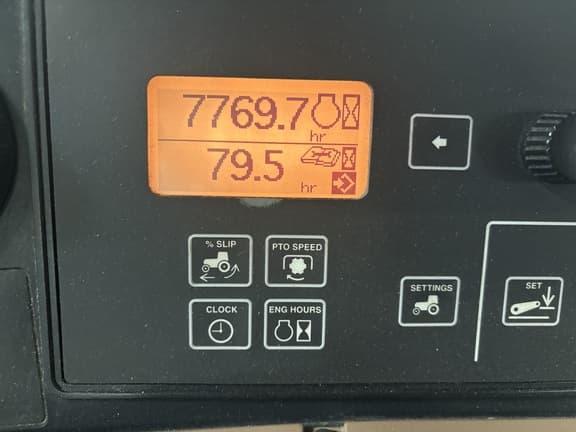 7769.7
hr
79.5
hr
% SLIP
PTO SPEED
CLOCK
ENG HOURS
SETTINGS
SET